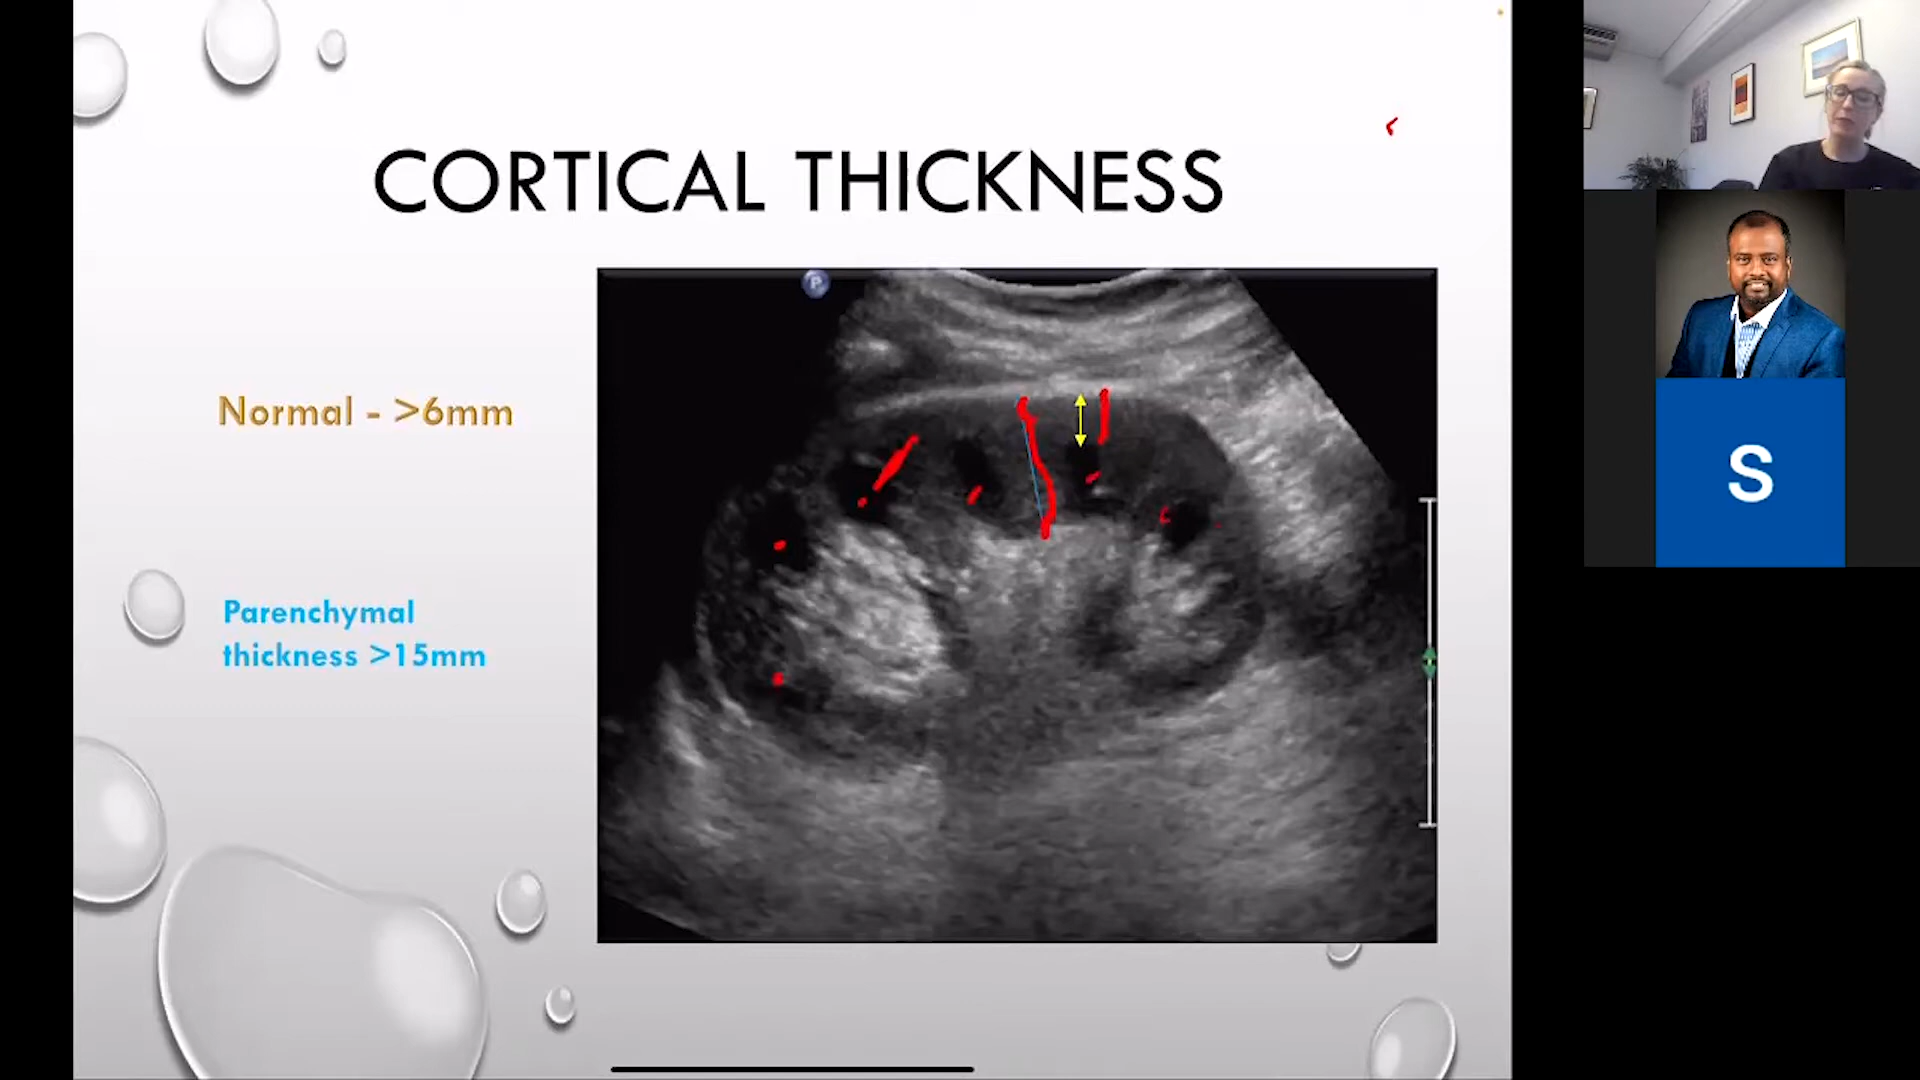 CORTICAL THICKNESS
P
Normal - >6mm
Parenchymal
thickness >15mm
S